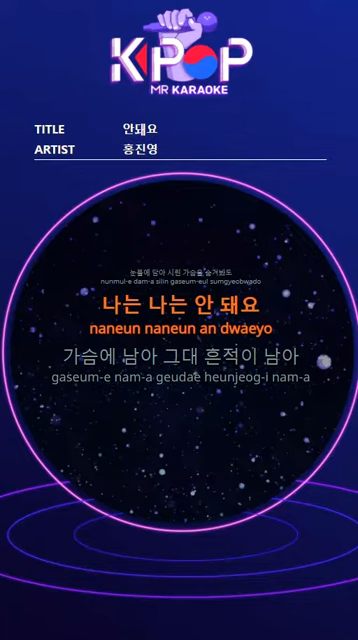 KPOP
MR KARAOKE
TITLE 안돼요
ARTIST 홍진영
눈물에 담아 시린 가슴을 숨겨봐도
nunmul-e dam-a silin gaseum-eul sumgyeobwado
나는 나는 안 돼요
naneun naneun an dwaeyo
가슴에 남아 그대 흔적이 남아
gaseum-e nam-a geudae heunjeog-i nam-a